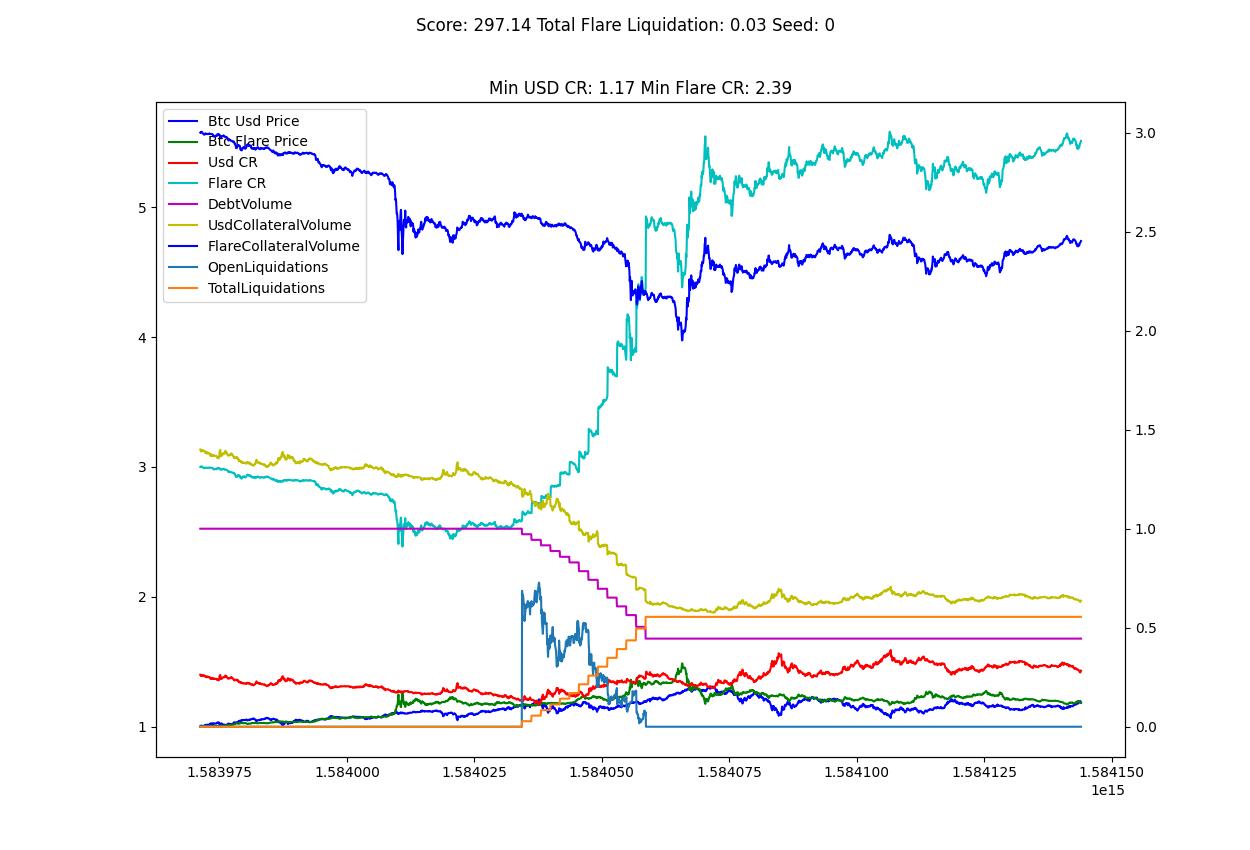 Score: 297.14 Total Flare Liquidation: 0.03 Seed: 0
Min USD CR: 1.17 Min Flare CR: 2.39
Btc Usd Price
Btc Flare Price
Usd CR
Flare CR
DebtVolume
UsdCollateralVolume
FlareCollateralVolume
OpenLiquidations
TotalLiquidations
5
4
3
2
1
3.0
2.5
2.0
1.5
1.0
0.5
0.0
1.583975 1.584000 1.584025 1.584050 1.584075 1.584100 1.584125 1.584150
1e15